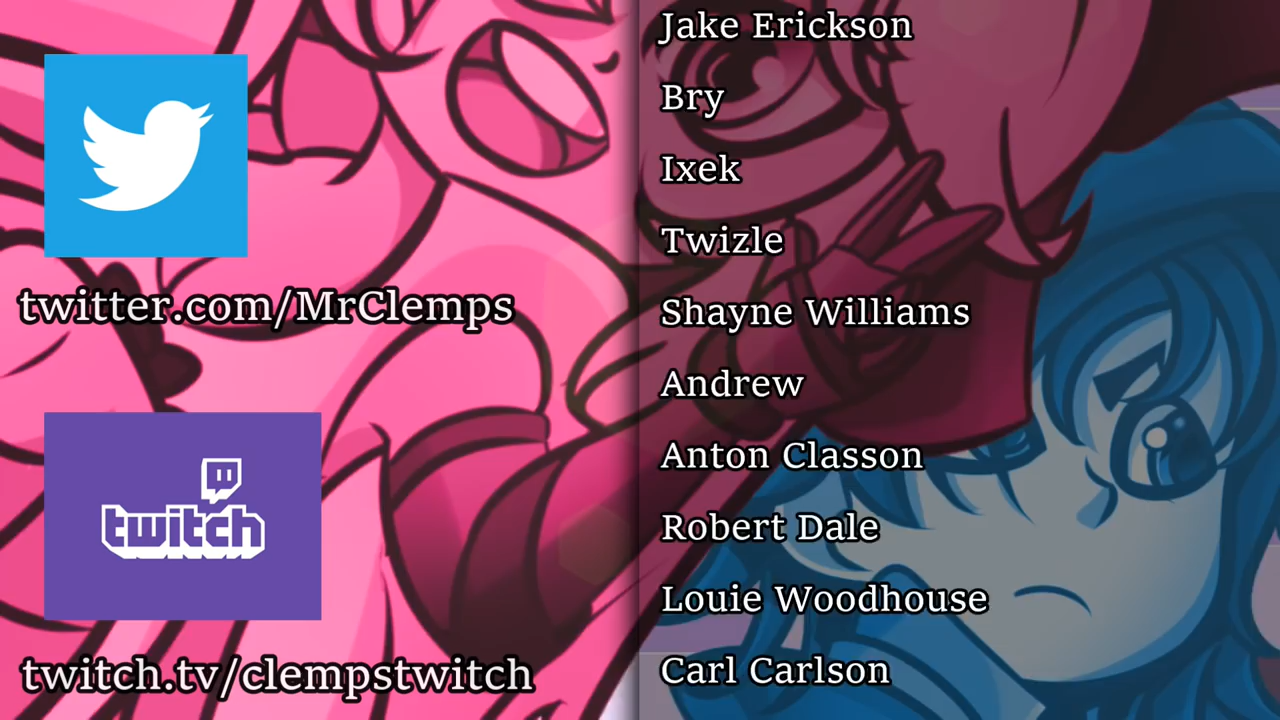 twitter.com/MrClemps
twitch
twitch.tv/clempstwitch
Jake Erickson
Bry
Ixek
Twizle
Shayne Williams
Andrew
Anton Classon
Robert Dale
Louie Woodhouse
Carl Carlson